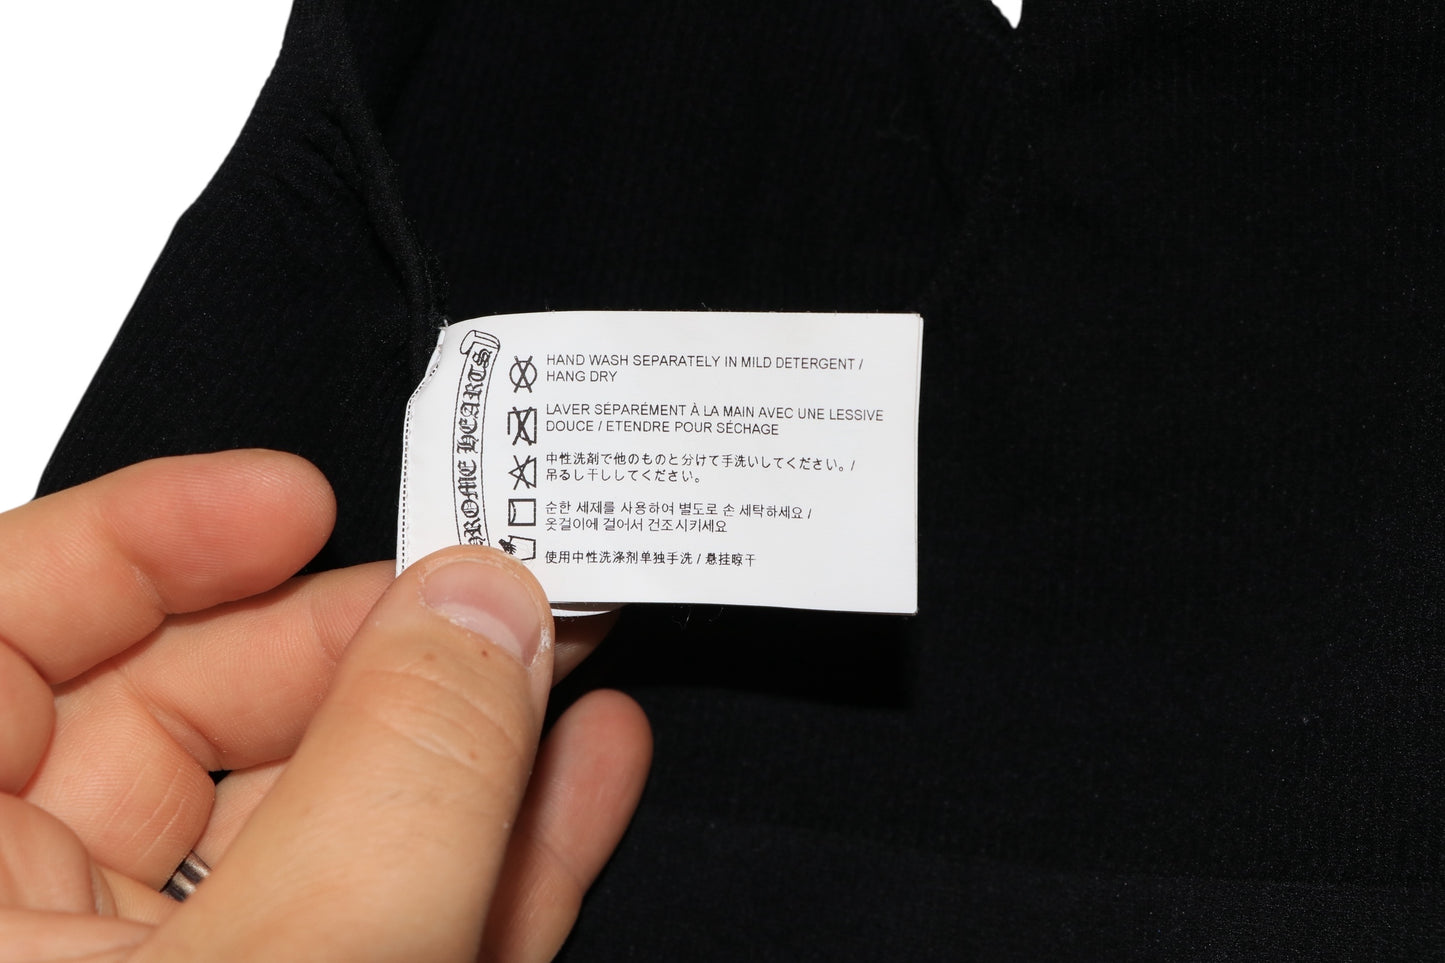 HROME HEARTS
HAND WASH SEPARATELY IN MILD DETERGENT /
HANG DRY
LAVER SÉPARÉMENT À LA MAIN AVEC UNE LESSIVE
DOUCE / ETENDRE POUR SÉCHAGE
中性洗剤で他のものと分けて手洗いしてください。/
吊るし干ししてください。
순한 세제를 사용하여 별도로 손 세탁하세요 /
옷걸이에 걸어서 건조시키세요
使用中性洗涤剂单独手洗 / 悬挂晾干